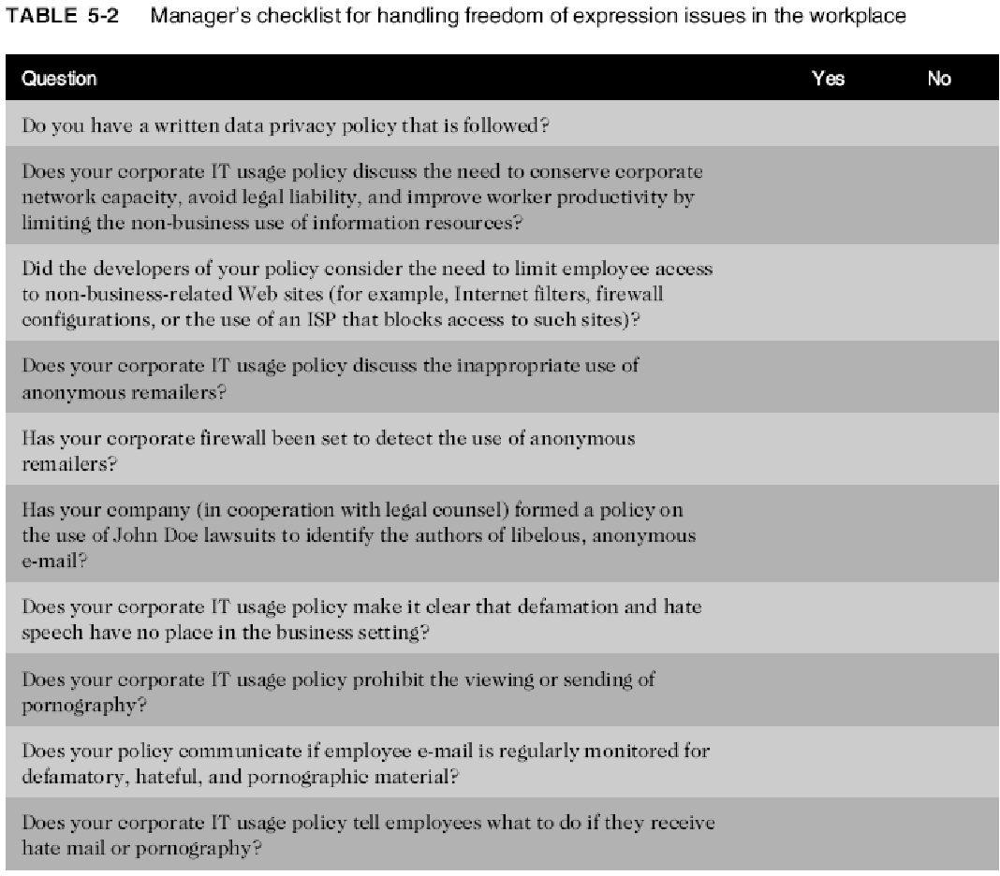 TABLE 5-2 Manager's checklist for handling freedom of expression issues in the workplace
Question Yes No
Do you have a written data privacy policy that is followed?
Does your corporate IT usage policy discuss the need to conserve corporate
network capacity, avoid legal liability, and improve worker productivity by
limiting the non-business use of information resources?
Did the developers of your policy consider the need to limit employee access
to non-business-related Web sites (for example, Internet filters, firewall
configurations, or the use of an ISP that blocks access to such sites)?
Does your corporate IT usage policy discuss the inappropriate use of
anonymous remailers?
Has your corporate firewall been set to detect the use of anonymous
remailers?
Has your company (in cooperation with legal counsel) formed a policy on
the use of John Doe lawsuits to identify the authors of libelous, anonymous
e-mail?
Does your corporate IT usage policy make it clear that defamation and hate
speech have no place in the business setting?
Does your corporate IT usage policy prohibit the viewing or sending of
pornography?
Does your policy communicate if employee e-mail is regularly monitored for
defamatory, hateful, and pornographic material?
Does your corporate IT usage policy tell employees what to do if they receive
hate mail or pornography?